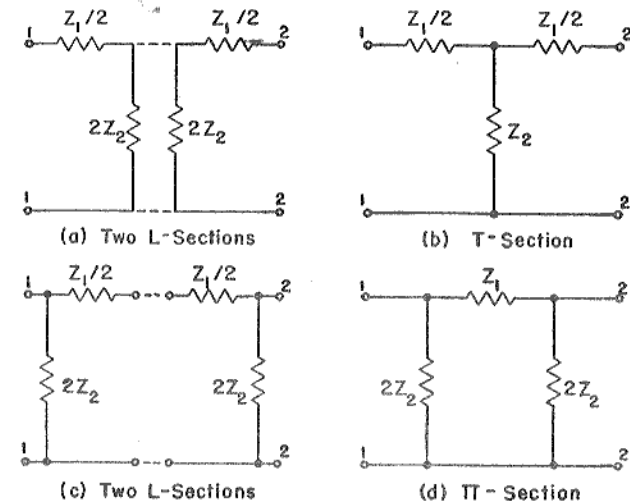 Z₁/2 Z₁/2
1 2
2Z₂ 2Z₂
1 2
(a) Two L-Sections
Z₁/2 Z₁/2
1 2
Z₂
1 2
(b) T-Section
Z₁/2 Z₁/2
1 2
2Z₂ 2Z₂
1 2
(c) Two L-Sections
Z₁
1 2
2Z₂ 2Z₂
1 2
(d) Π-Section